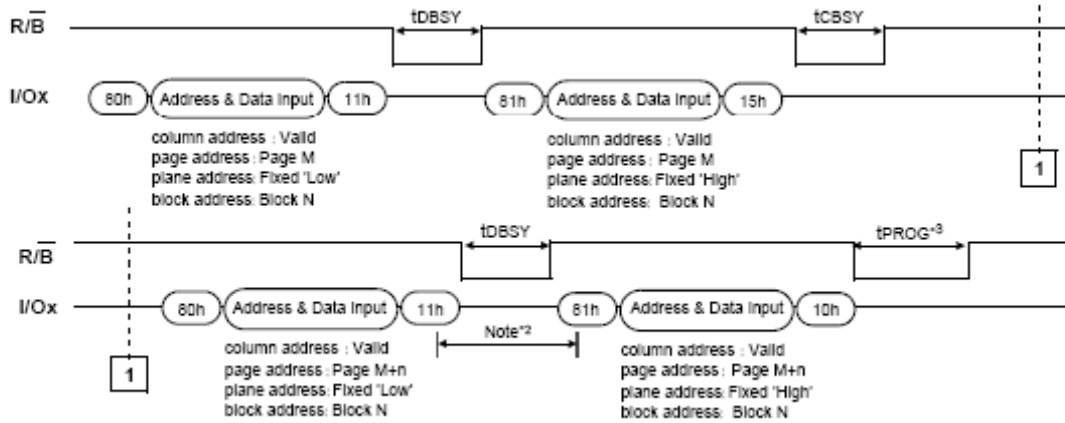 R/B tDBSY tCBSY 1
I/Ox 80h Address & Data Input 11h 81h Address & Data Input 15h
column address : Valid
page address : Page M
plane address: Fixed 'Low'
block address: Block N
column address : Valid
page address : Page M
plane address: Fixed 'High'
block address: Block N
1
R/B tDBSY tPROG*3
I/Ox 80h Address & Data Input 11h Note*2 81h Address & Data Input 10h
column address : Valid
page address : Page M+n
plane address: Fixed 'Low'
block address: Block N
column address : Valid
page address : Page M+n
plane address: Fixed 'High'
block address: Block N